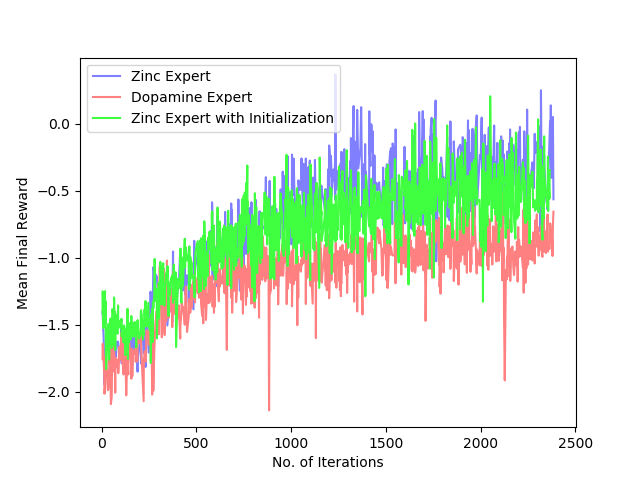 Zinc Expert
Dopamine Expert
Zinc Expert with Initialization
Mean Final Reward
0.0
−0.5
−1.0
−1.5
−2.0
0 500 1000 1500 2000 2500
No. of Iterations